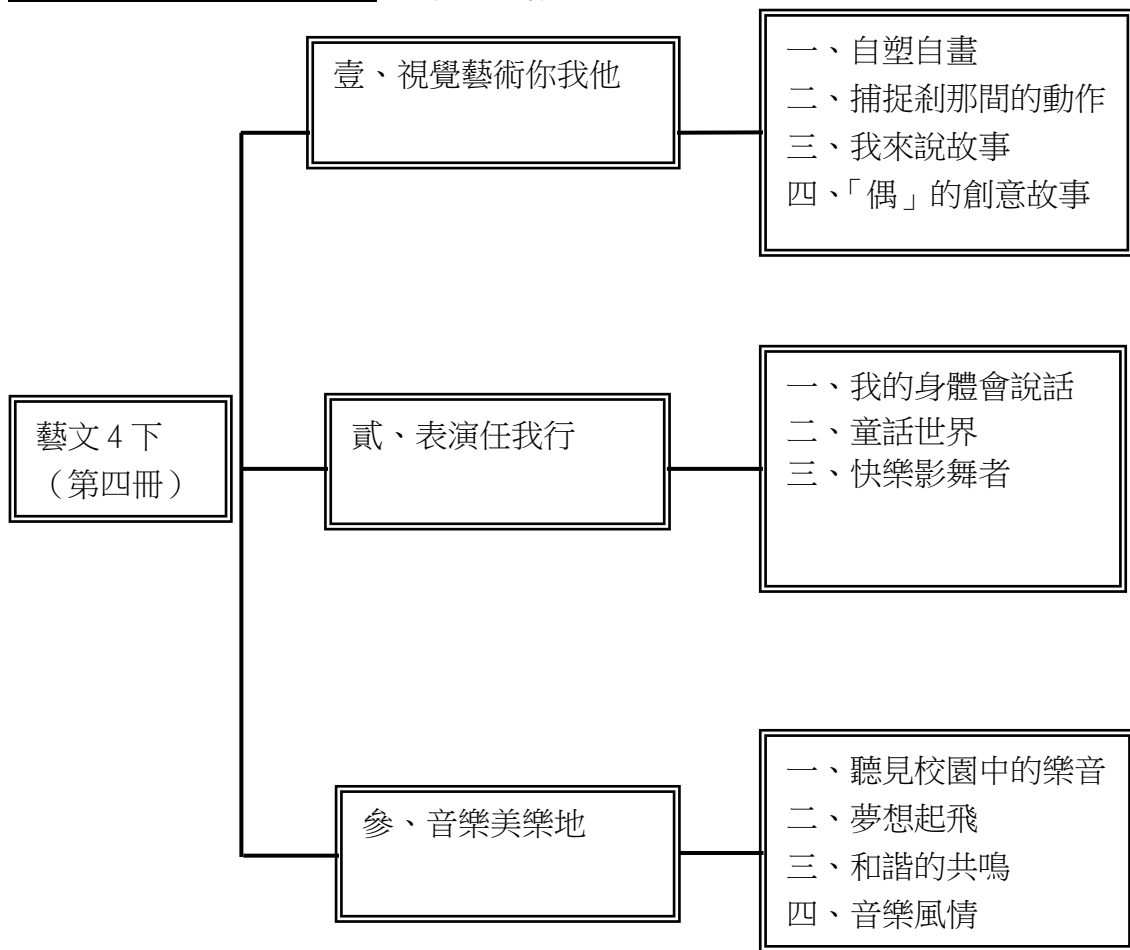 壹、視覺藝術你我他
一、自塑自畫
二、捕捉剎那間的動作
三、我來說故事
四、「偶」的創意故事
藝文 4 下
（第四冊）
貳、表演任我行
一、我的身體會說話
二、童話世界
三、快樂影舞者
參、音樂美樂地
一、聽見校園中的樂音
二、夢想起飛
三、和諧的共鳴
四、音樂風情